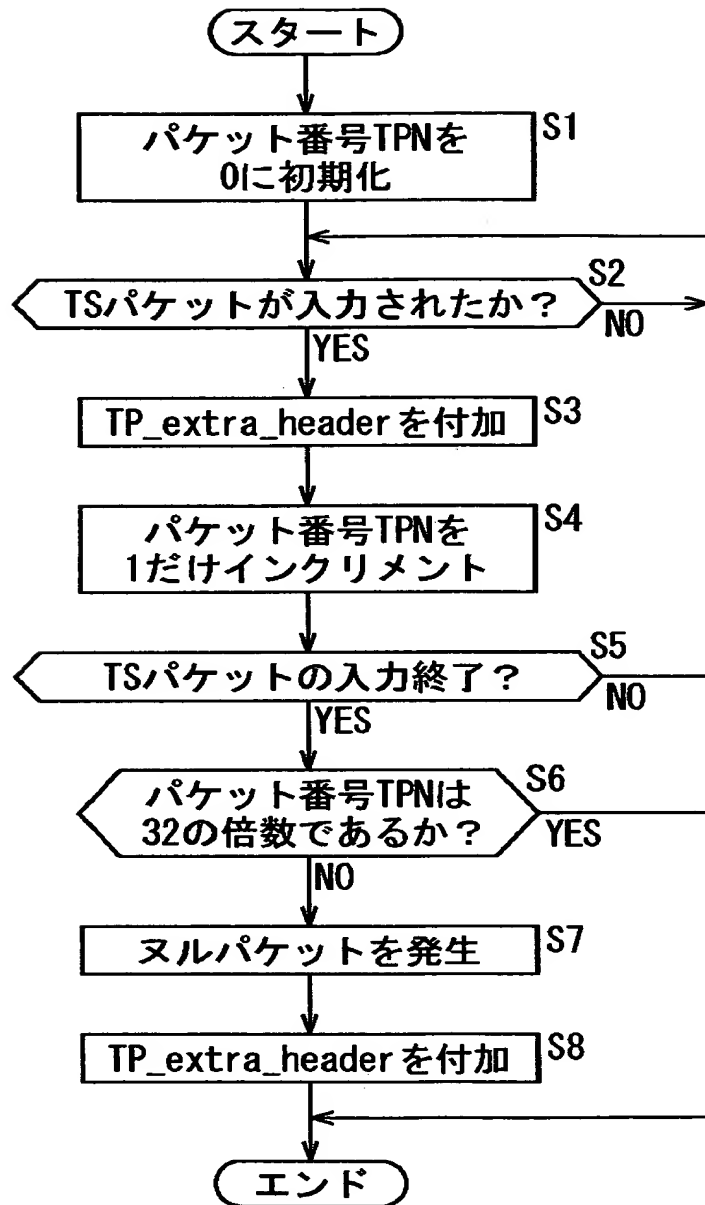 スタート
パケット番号TPNを
0に初期化
S1
TSパケットが入力されたか?
S2
NO
YES
TP_extra_headerを付加
S3
パケット番号TPNを
1だけインクリメント
S4
TSパケットの入力終了?
S5
NO
YES
パケット番号TPNは
32の倍数であるか?
S6
YES
NO
ヌルパケットを発生
S7
TP_extra_headerを付加
S8
エンド